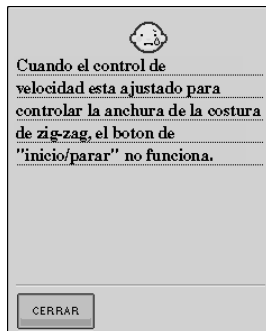 Cuando el control de
velocidad esta ajustado para
controlar la anchura de la costura
de zig-zag, el boton de
"inicio/parar" no funciona.
CERRAR